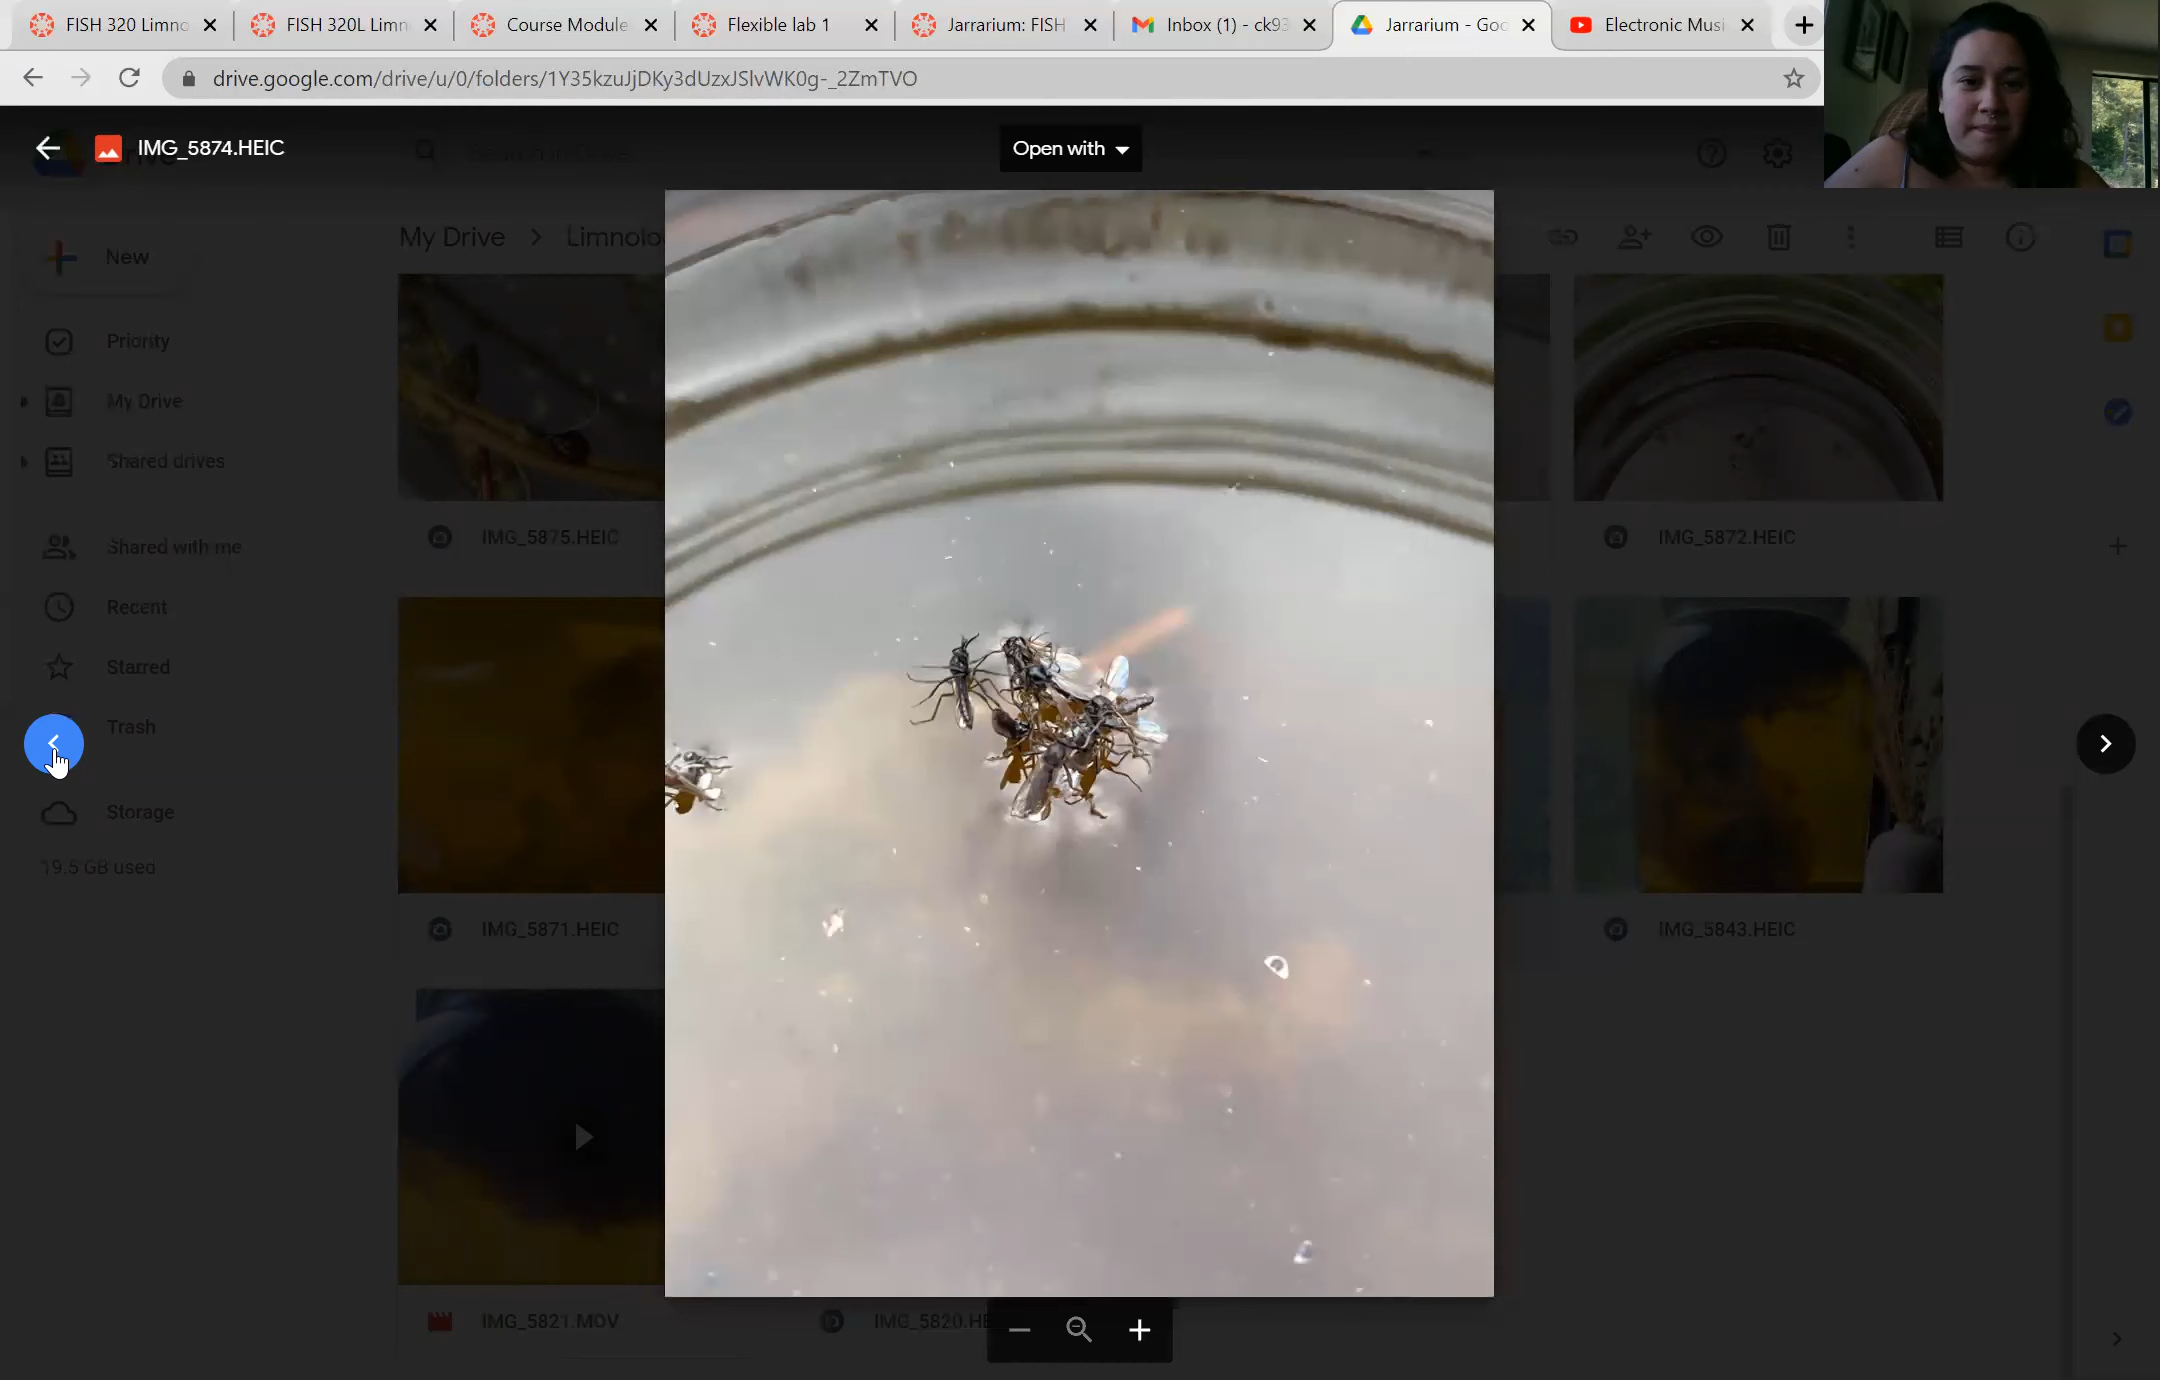 FISH 320 Limno
FISH 320L Limn
Course Module
Flexible lab 1
Jarrarium: FISH
Inbox (1) - ck93
Jarrarium - Goo
Electronic Musi
drive.google.com/drive/u/0/folders/1Y35kzuJjDKy3dUzxJSlvWK0g-_2ZmTVO
IMG_5874.HEIC
Open with
New
My Drive > Limnolo
Priority
My Drive
Shared drives
Shared with me
Recent
Starred
Trash
Storage
19.5 GB used
IMG_5875.HEIC
IMG_5872.HEIC
IMG_5871.HEIC
IMG_5843.HEIC
IMG_5821.MOV
IMG_5820.HE